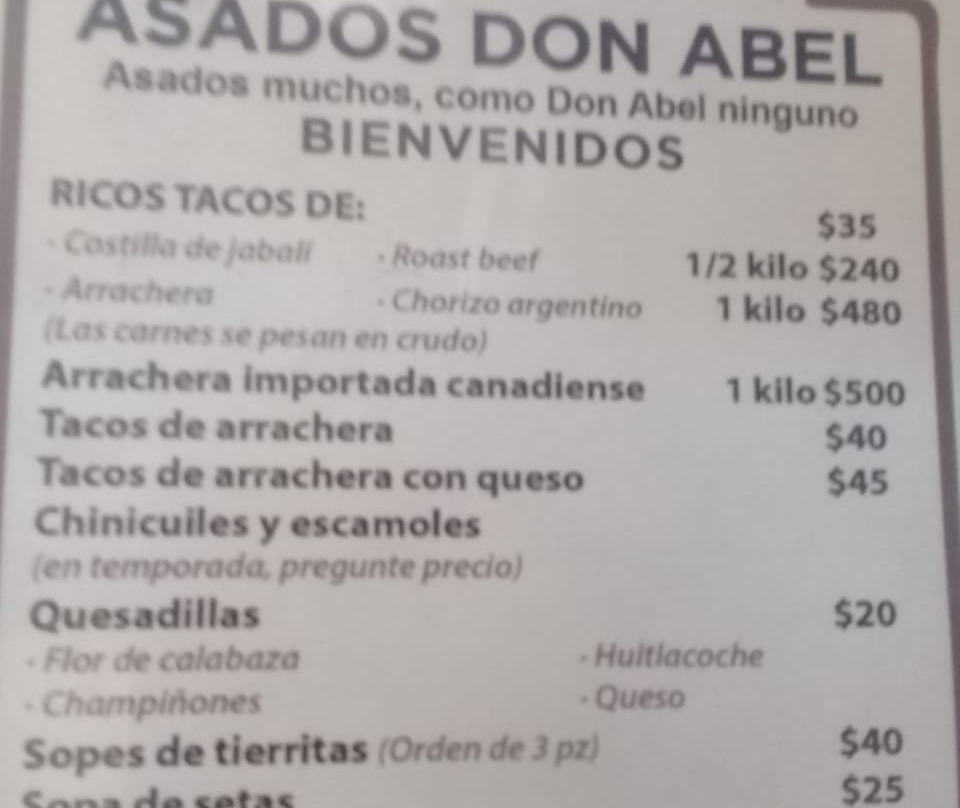 ASADOS DON ABEL
Asados muchos, como Don Abel ninguno
BIENVENIDOS
RICOS TACOS DE: $35
· Costilla de jabalí · Roast beef 1/2 kilo $240
· Arrachera · Chorizo argentino 1 kilo $480
(Las carnes se pesan en crudo)
Arrachera importada canadiense 1 kilo $500
Tacos de arrachera $40
Tacos de arrachera con queso $45
Chinicuiles y escamoles
(en temporada, pregunte precio)
Quesadillas $20
· Flor de calabaza · Huitlacoche
· Champiñones · Queso
Sopes de tierritas (Orden de 3 pz) $40
Sopa de setas $25